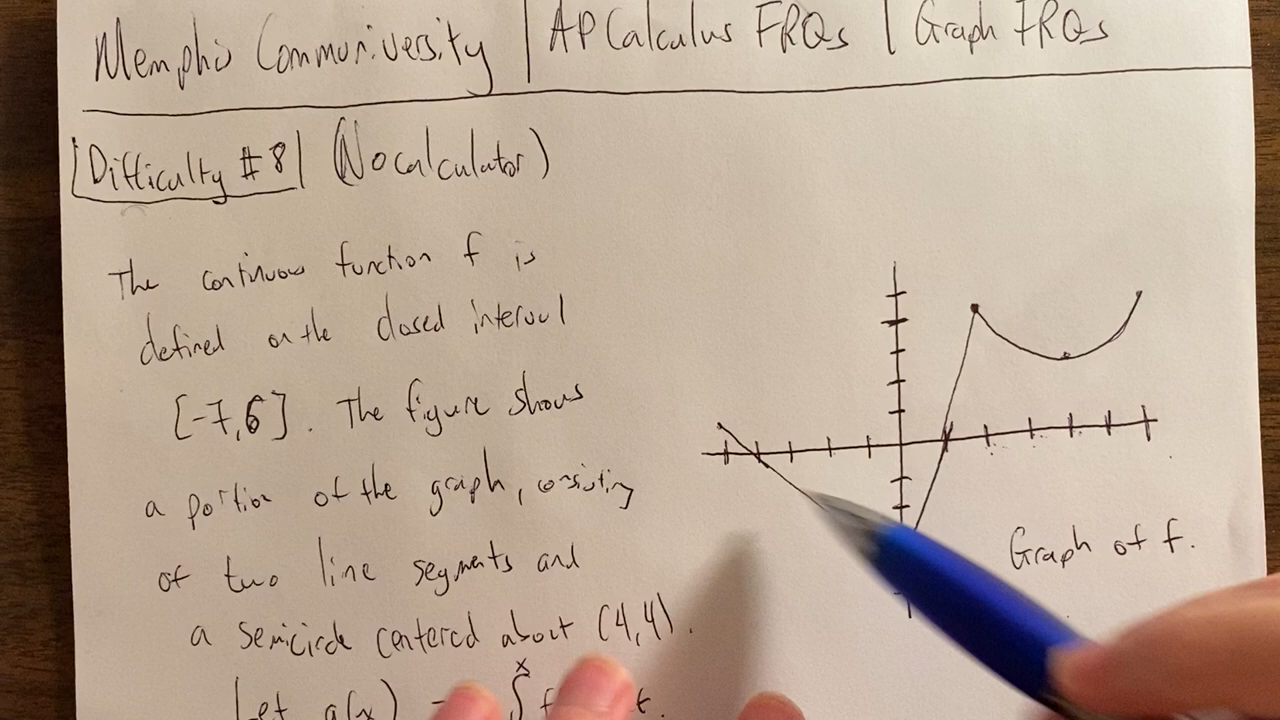 Memphis Communiversity | AP Calculus FRQs | Graph FRQs
Difficulty #8 (No calculator)
The continuous function f is
defined on the closed interval
[-7,6]. The figure shows
a portion of the graph, consisting
of two line segments and
a semicircle centered about (4,4).
Let g(x) = ∫ x f t.
Graph of f.